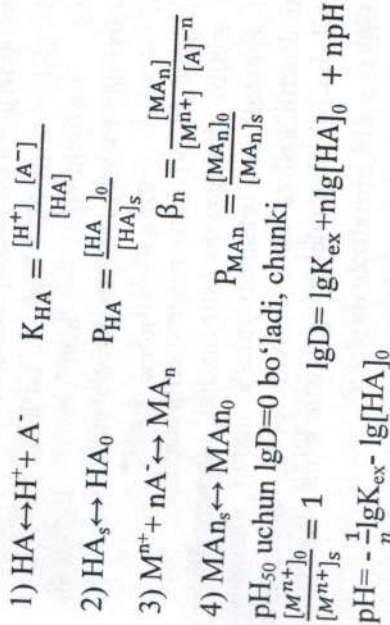 1) HA↔H⁺+ A⁻   K_HA = [H⁺] [A⁻] / [HA]
2) HA_s↔ HA_0   P_HA = [HA ]_0 / [HA]_s
3) Mⁿ⁺+ nA⁻↔ MA_n   β_n = [MA_n] / [Mⁿ⁺] [A]⁻ⁿ
4) MAn_s↔ MAn_0   P_MAn = [MA_n]_0 / [MA_n]_s
pH_50 uchun lgD=0 bo‘ladi, chunki
[Mⁿ⁺]_0 / [Mⁿ⁺]_s = 1   lgD= lgK_ex+nlg[HA]_0 + npH
pH= - 1/n lgK_ex- lg[HA]_0